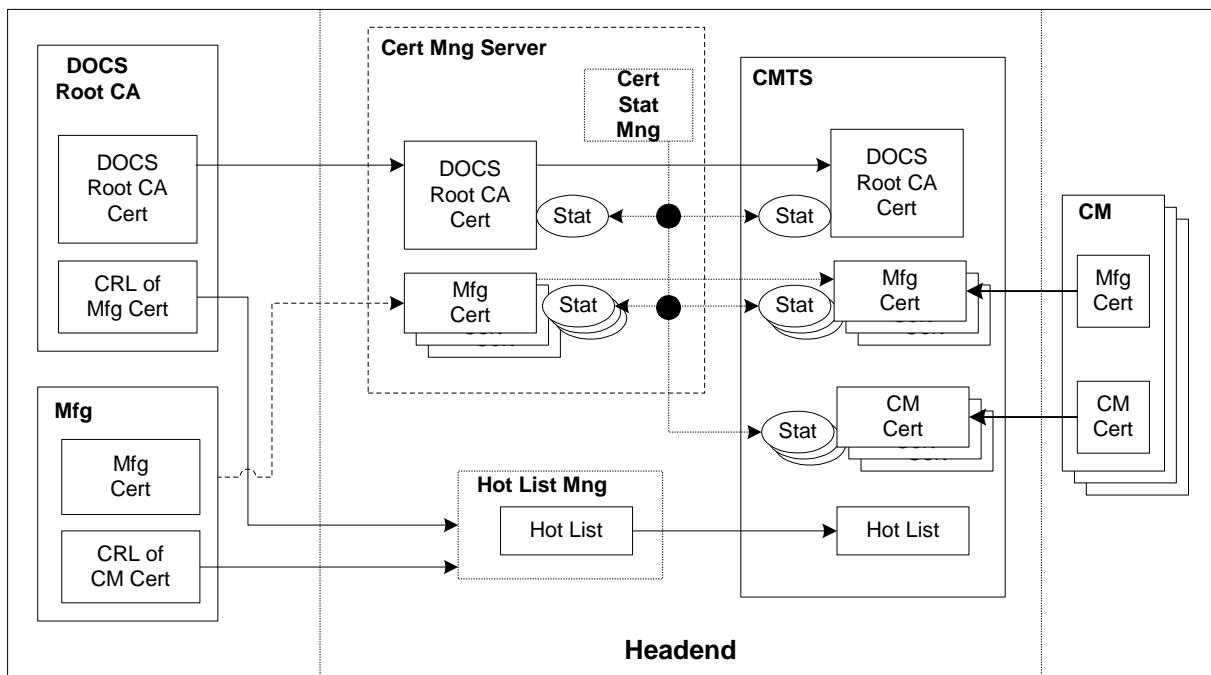 DOCS
Root CA
DOCS
Root CA
Cert
CRL of
Mfg Cert
Mfg
Mfg
Cert
CRL of
CM Cert
Cert Mng Server
Cert
Stat
Mng
DOCS
Root CA
Cert
Stat
Mfg
Cert
Stat
Hot List Mng
Hot List
CMTS
DOCS
Root CA
Cert
Stat
Mfg
Cert
Stat
CM
Cert
Stat
Hot List
CM
Mfg
Cert
CM
Cert
Headend